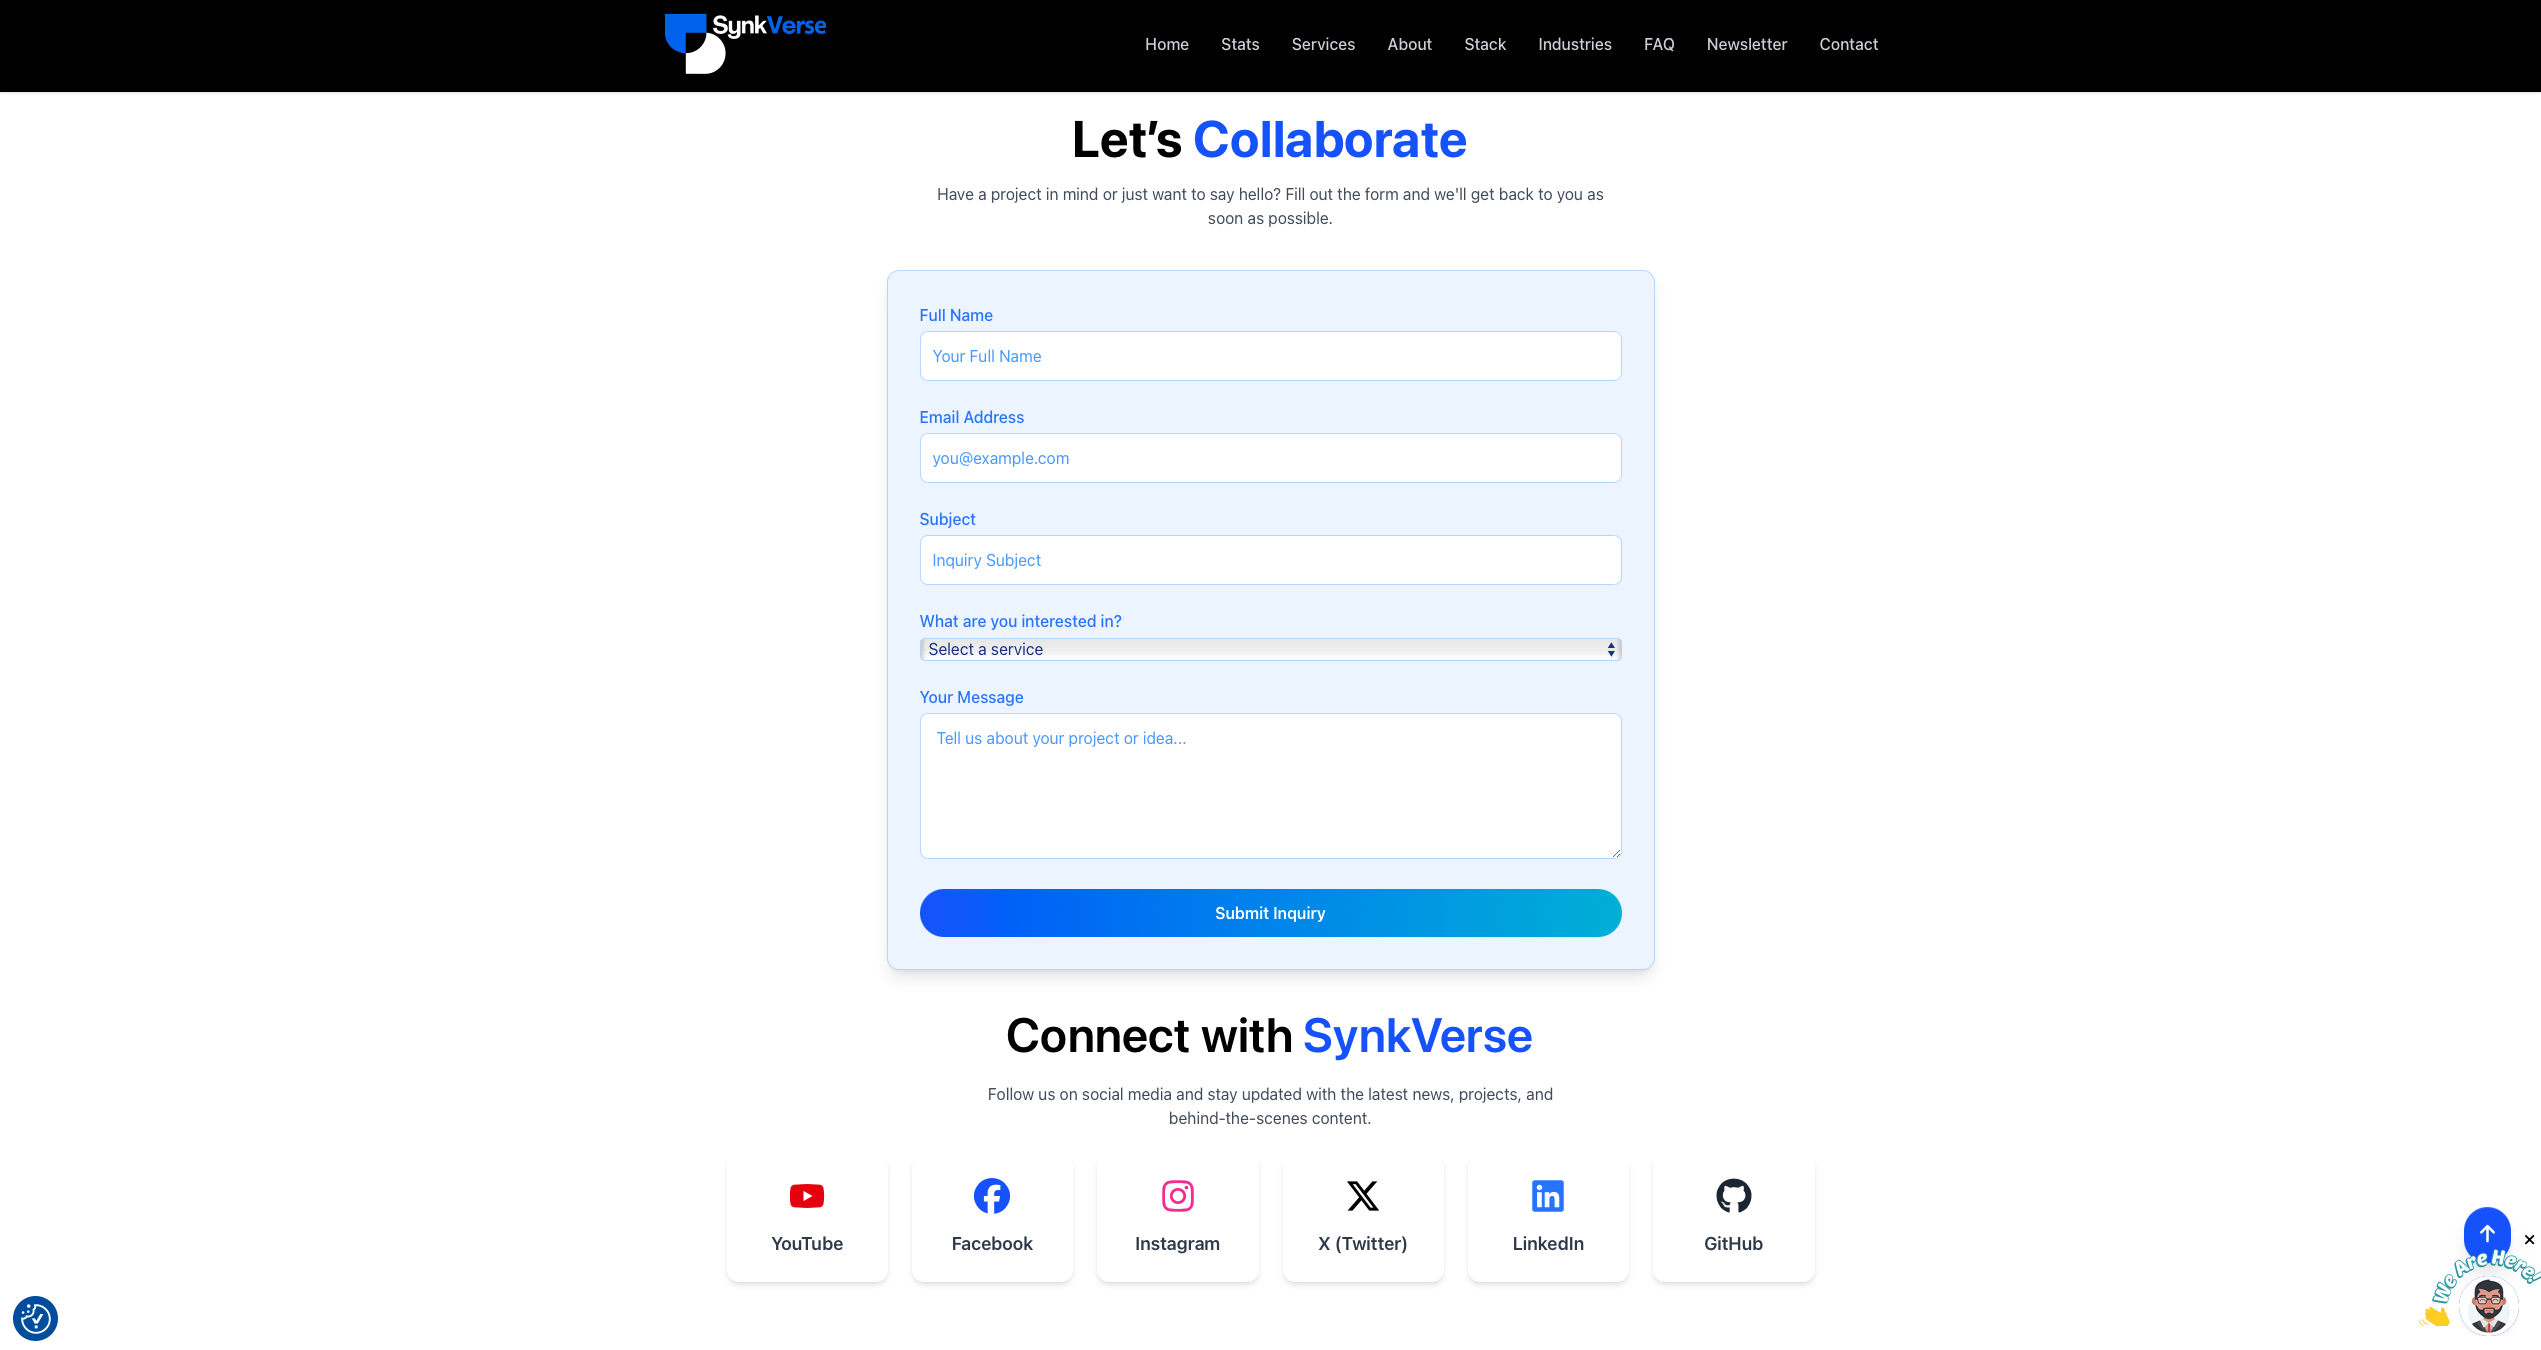 SynkVerse
Home Stats Services About Stack Industries FAQ Newsletter Contact
Let’s Collaborate
Have a project in mind or just want to say hello? Fill out the form and we'll get back to you as
soon as possible.
Full Name
Your Full Name
Email Address
you@example.com
Subject
Inquiry Subject
What are you interested in?
Select a service
Your Message
Tell us about your project or idea...
Submit Inquiry
Connect with SynkVerse
Follow us on social media and stay updated with the latest news, projects, and
behind-the-scenes content.
YouTube Facebook Instagram X (Twitter) LinkedIn GitHub
We Are Here!